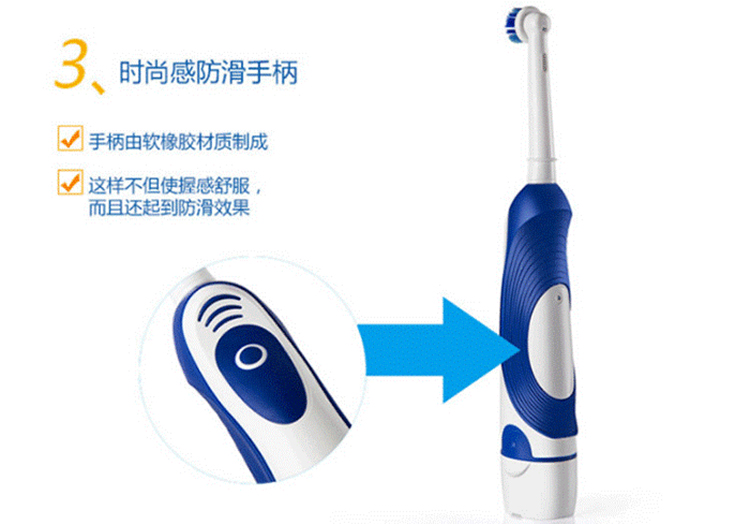 3、时尚感防滑手柄
手柄由软橡胶材质制成
这样不但使握感舒服，
而且还起到防滑效果